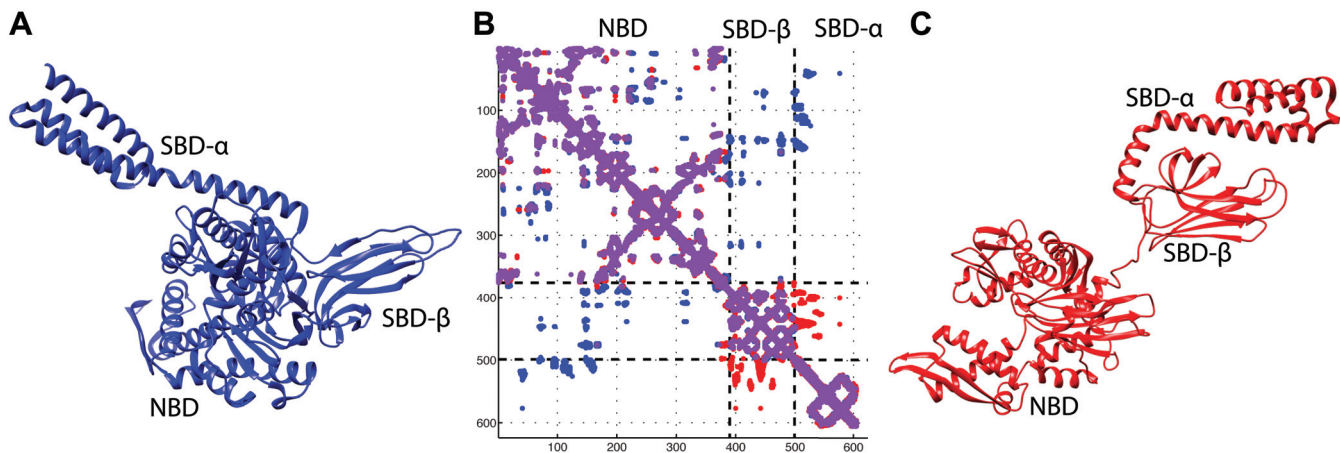 A
SBD-α
NBD
SBD-β
B
NBD SBD-β SBD-α
100
200
300
400
500
600
100 200 300 400 500 600
C
SBD-α
SBD-β
NBD